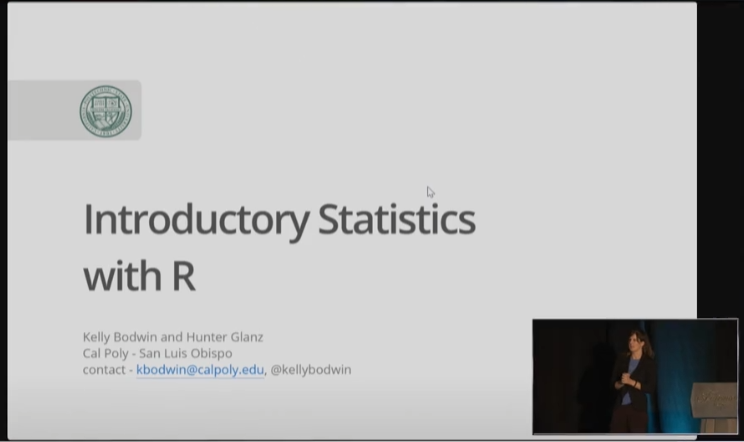 Introductory Statistics
with R
Kelly Bodwin and Hunter Glanz
Cal Poly - San Luis Obispo
contact - kbodwin@calpoly.edu, @kellybodwin